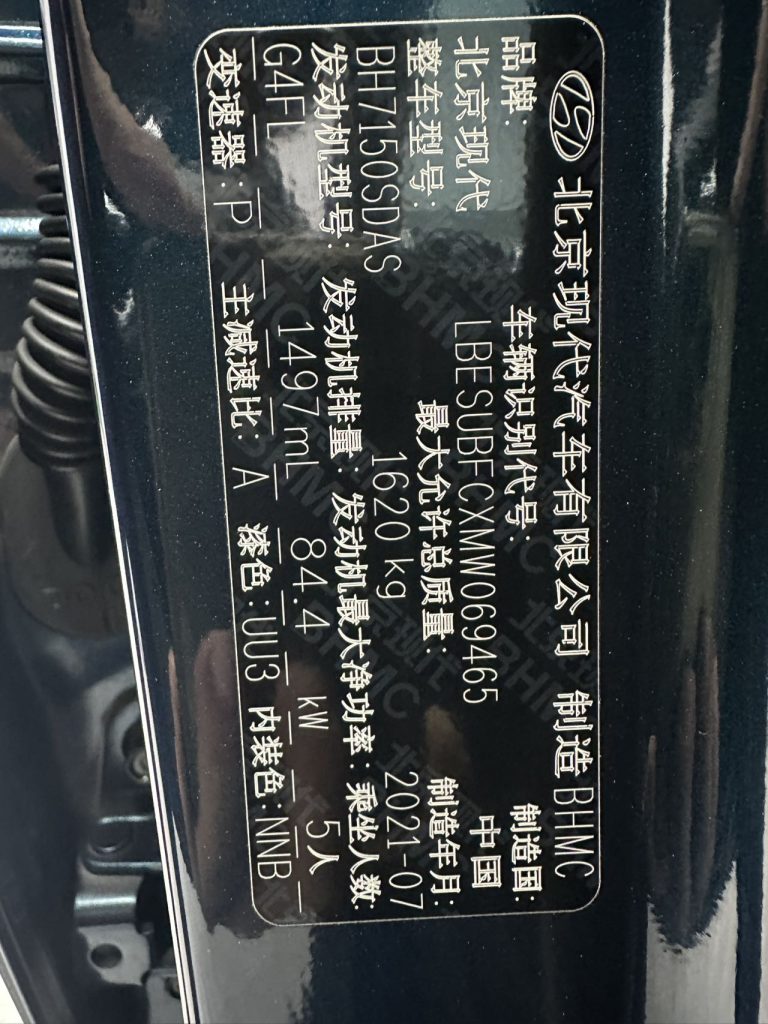 北京现代汽车有限公司 制造 BHMC
品牌: 车辆识别代号: 制造国:
北京现代 LBESUBFCXMW069465 中国
整车型号: 最大允许总质量: 制造年月:
BH7150SDAS 1620 kg 2021-07
发动机型号: 发动机排量: 发动机最大净功率: 乘坐人数:
G4FL 1497mL 84.4 kW 5人
变速器: P 主减速比: A 漆色: UU3 内装色: NNB